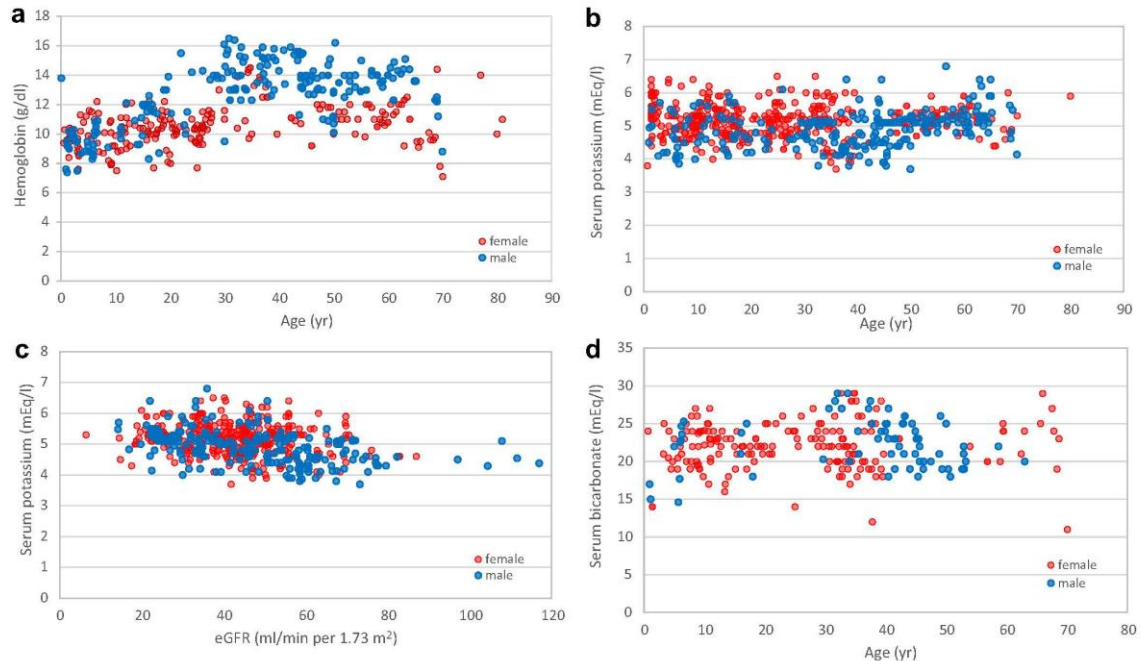 a
Hemoglobin (g/dl)
18
16
14
12
10
8
6
4
2
0
0 10 20 30 40 50 60 70 80 90
Age (yr)
female
male
b
Serum potassium (mEq/l)
8
7
6
5
4
3
2
1
0
0 10 20 30 40 50 60 70 80 90
Age (yr)
female
male
c
Serum potassium (mEq/l)
8
7
6
5
4
3
2
1
0
0 20 40 60 80 100 120
eGFR (ml/min per 1.73 m²)
female
male
d
Serum bicarbonate (mEq/l)
35
30
25
20
15
10
5
0
0 10 20 30 40 50 60 70 80
Age (yr)
female
male